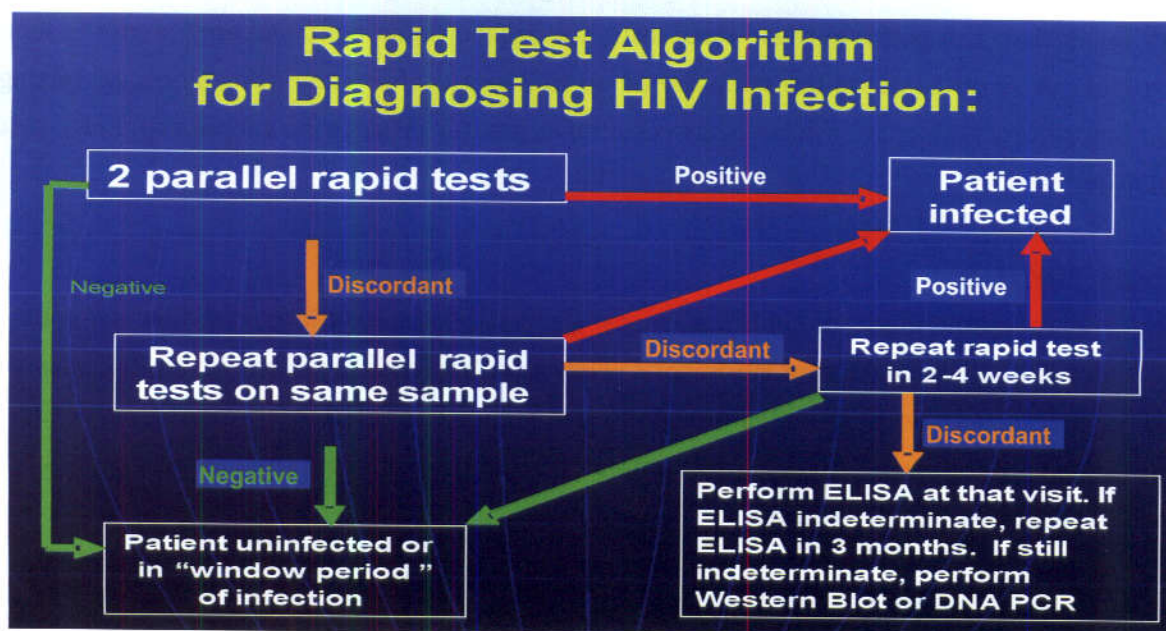 Rapid Test Algorithm
for Diagnosing HIV Infection:
2 parallel rapid tests
Positive
Patient
infected
Negative
Discordant
Positive
Repeat parallel rapid
tests on same sample
Discordant
Repeat rapid test
in 2-4 weeks
Negative
Discordant
Patient uninfected or
in “window period ”
of infection
Perform ELISA at that visit. If
ELISA indeterminate, repeat
ELISA in 3 months. If still
indeterminate, perform
Western Blot or DNA PCR